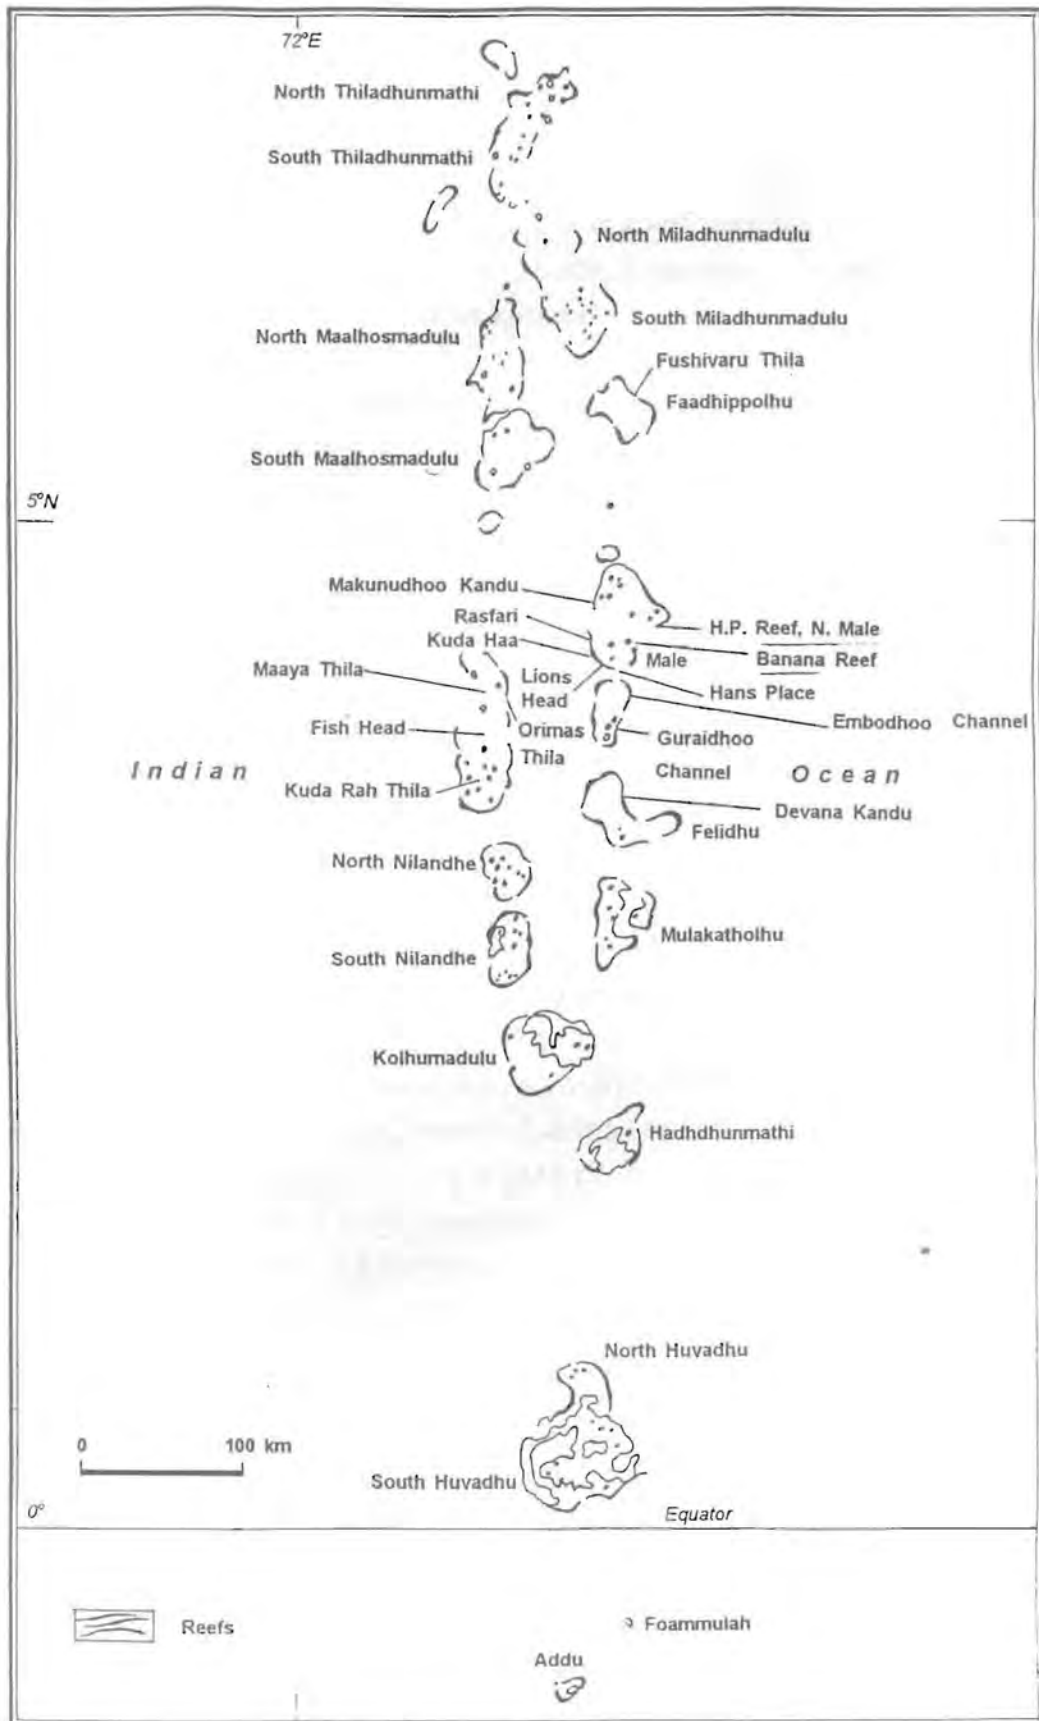 72°E
North Thiladhunmathi
South Thiladhunmathi
North Miladhunmadulu
South Miladhunmadulu
North Maalhosmadulu
Fushivaru Thila
Faadhippolhu
South Maalhosmadulu
5°N
Makunudhoo Kandu
Rasfari
H.P. Reef, N. Male
Kuda Haa
Male
Banana Reef
Maaya Thila
Lions
Head
Hans Place
Embodhoo Channel
Fish Head
Orimas
Thila
Guraidhoo
Channel
Indian
Ocean
Kuda Rah Thila
Devana Kandu
Felidhu
North Nilandhe
Mulakatholhu
South Nilandhe
Kolhumadulu
Hadhdhunmathi
North Huvadhu
0 100 km
South Huvadhu
0°
Equator
Reefs
Foammulah
Addu